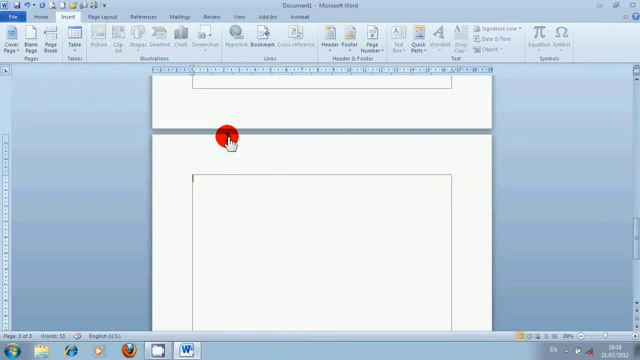 Document1 - Microsoft Word
File Home Insert Page Layout References Mailings Review View Add-Ins Acrobat
Cover Page Blank Page Page Break Table Picture Clip Art Shapes SmartArt Chart Screenshot Hyperlink Bookmark Cross-reference Header Footer Page Number Text Box Quick Parts WordArt Drop Cap Signature Line Date & Time Object Equation Symbol
Pages Tables Illustrations Links Header & Footer Text Symbols
Page: 3 of 3 Words: 53 English (U.S.) 89%
EN 16:16
21/07/2012